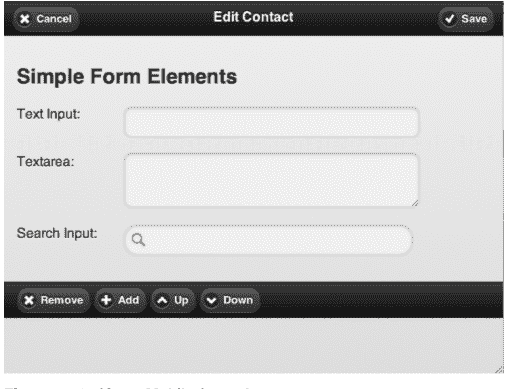 Cancel Edit Contact Save
Simple Form Elements
Text Input:
Textarea:
Search Input:
Remove Add Up Down